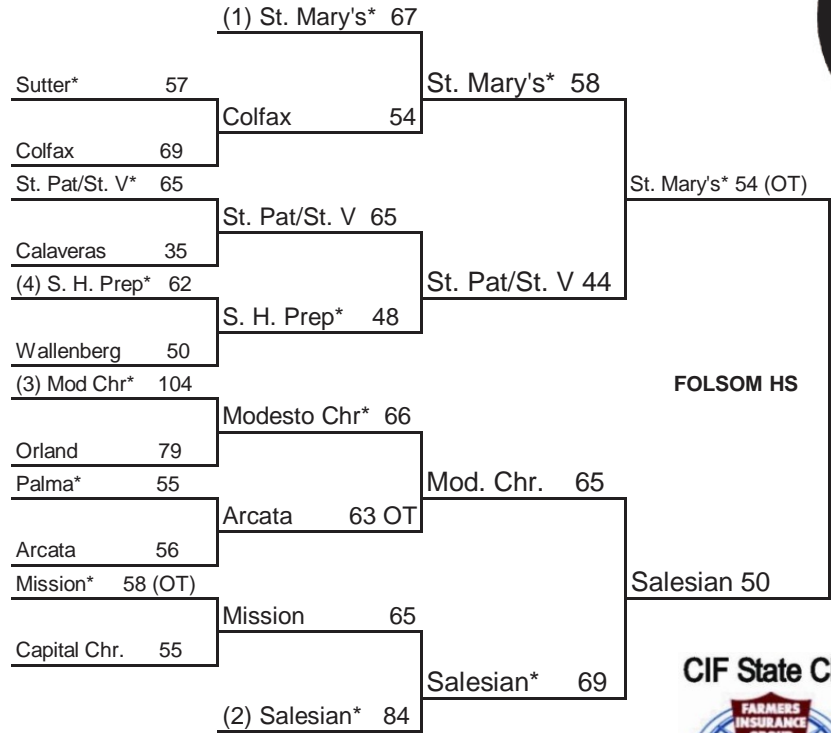 (1) St. Mary's* 67
Sutter* 57
St. Mary's* 58
Colfax 54
Colfax 69
St. Pat/St. V* 65
St. Mary's* 54 (OT)
St. Pat/St. V 65
Calaveras 35
(4) S. H. Prep* 62
St. Pat/St. V 44
S. H. Prep* 48
Wallenberg 50
(3) Mod Chr* 104
FOLSOM HS
Modesto Chr* 66
Orland 79
Palma* 55
Mod. Chr. 65
Arcata 63 OT
Arcata 56
Mission* 58 (OT)
Salesian 50
Mission 65
Capital Chr. 55
CIF State C
Salesian* 69
(2) Salesian* 84
FARMERS
INSURANCE